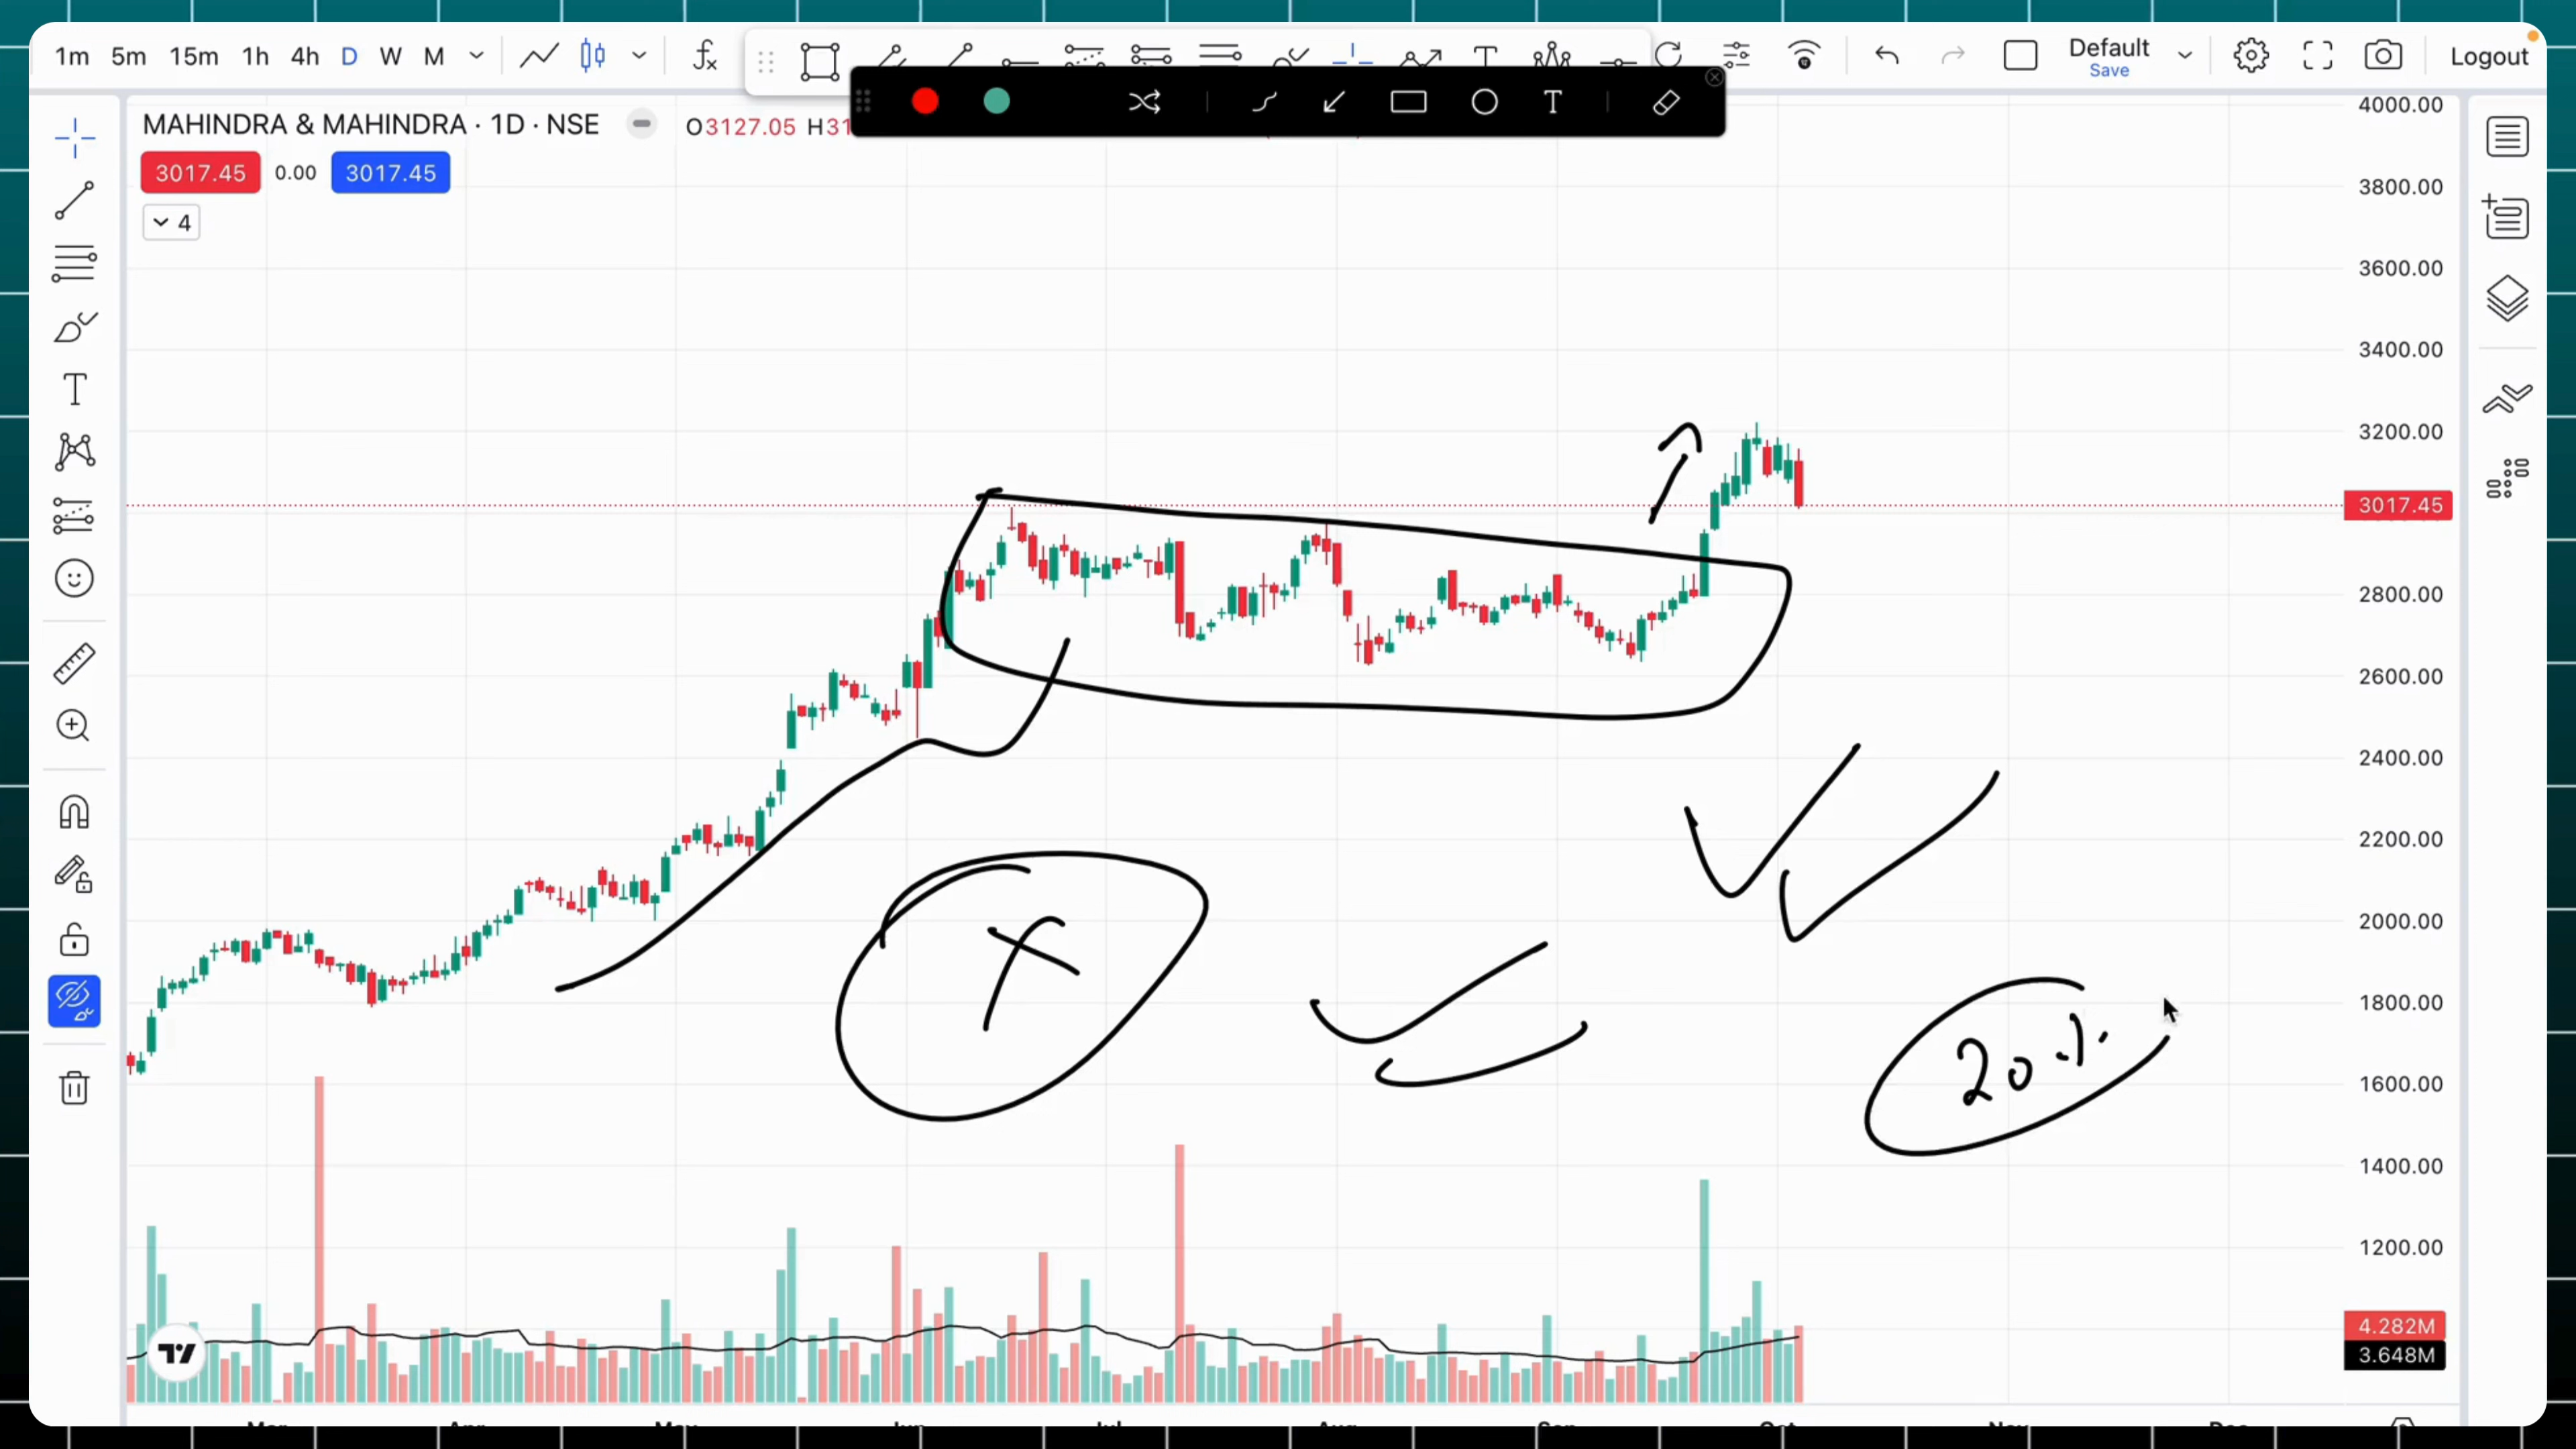 1m 5m 15m 1h 4h D W M Default Logout
Save
MAHINDRA & MAHINDRA · 1D · NSE O3127.05 H31
3017.45 0.00 3017.45
4
T
T
4000.00
3800.00
3600.00
3400.00
3200.00
3017.45
2800.00
2600.00
2400.00
2200.00
2000.00
1800.00
1600.00
1400.00
1200.00
4.282M
3.648M
X
20%